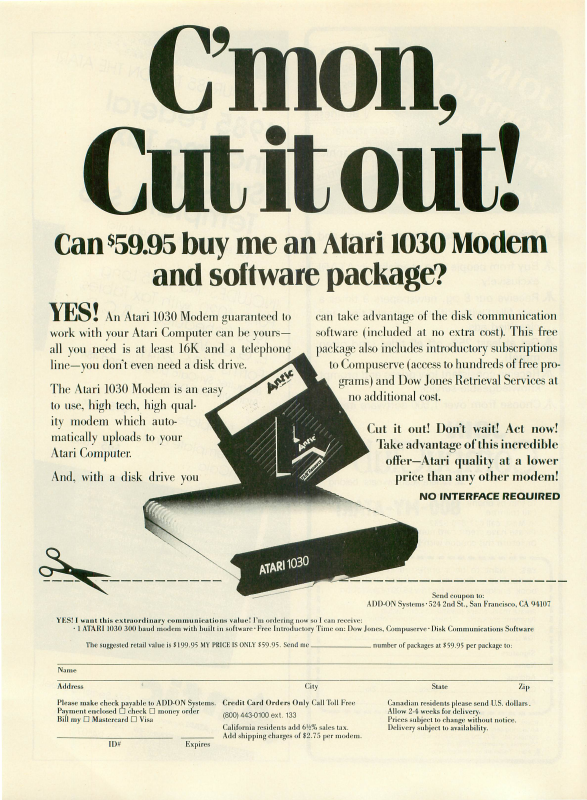 C'mon,
Cut it out!
Can $59.95 buy me an Atari 1030 Modem
and software package?
YES! An Atari 1030 Modem guaranteed to
work with your Atari Computer can be yours—
all you need is at least 16K and a telephone
line—you don't even need a disk drive.
The Atari 1030 Modem is an easy
to use, high tech, high qual-
ity modem which auto-
matically uploads to your
Atari Computer.
And, with a disk drive you
can take advantage of the disk communication
software (included at no extra cost). This free
package also includes introductory subscriptions
to Compuserve (access to hundreds of free pro-
grams) and Dow Jones Retrieval Services at
no additional cost.
Cut it out! Don't wait! Act now!
Take advantage of this incredible
offer—Atari quality at a lower
price than any other modem!
NO INTERFACE REQUIRED
Antic
Antic
ATARI 1030
Send coupon to:
ADD-ON Systems · 524 2nd St., San Francisco, CA 94107
YES! I want this extraordinary communications value! I'm ordering now so I can receive:
· 1 ATARI 1030 300 baud modem with built in software · Free Introductory Time on: Dow Jones, Compuserve · Disk Communications Software
The suggested retail value is $199.95 MY PRICE IS ONLY $59.95. Send me ____ number of packages at $59.95 per package to:
Name
Address City State Zip
Please make check payable to ADD-ON Systems.
Payment enclosed □ check □ money order
Bill my □ Mastercard □ Visa
ID# Expires
Credit Card Orders Only Call Toll Free
(800) 443-0100 ext. 133
California residents add 6½% sales tax.
Add shipping charges of $2.75 per modem.
Canadian residents please send U.S. dollars.
Allow 2-4 weeks for delivery.
Prices subject to change without notice.
Delivery subject to availability.